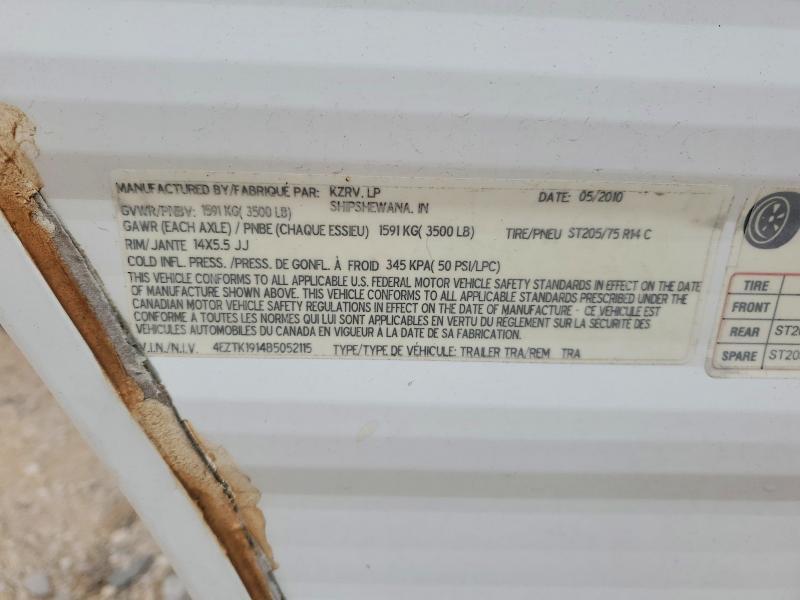 MANUFACTURED BY/FABRIQUÉ PAR: KZRV, LP DATE: 05/2010
SHIPSHEWANA, IN
GVWR/PNBV: 1591 KG( 3500 LB)
GAWR (EACH AXLE) / PNBE (CHAQUE ESSIEU) 1591 KG( 3500 LB) TIRE/PNEU ST205/75 R14 C
RIM/JANTE 14X5.5 JJ
COLD INFL. PRESS. /PRESS. DE GONFL. À FROID 345 KPA( 50 PSI/LPC)
THIS VEHICLE CONFORMS TO ALL APPLICABLE U.S. FEDERAL MOTOR VEHICLE SAFETY STANDARDS IN EFFECT ON THE DATE
OF MANUFACTURE SHOWN ABOVE. THIS VEHICLE CONFORMS TO ALL APPLICABLE STANDARDS PRESCRIBED UNDER THE
CANADIAN MOTOR VEHICLE SAFETY REGULATIONS IN EFFECT ON THE DATE OF MANUFACTURE - CE VÉHICULE EST
CONFORME A TOUTES LES NORMES QUI LUI SONT APPLICABLES EN VERTU DU RÈGLEMENT SUR LA SÉCURITÉ DES
VÉHICULES AUTOMOBILES DU CANADA EN VIGUEUR À LA DATE DE SA FABRICATION.
V.I.N./N.I.V. 4EZTK1914B5052115 TYPE/TYPE DE VÉHICULE: TRAILER TRA/REM TRA
TIRE
FRONT
REAR ST20
SPARE ST205